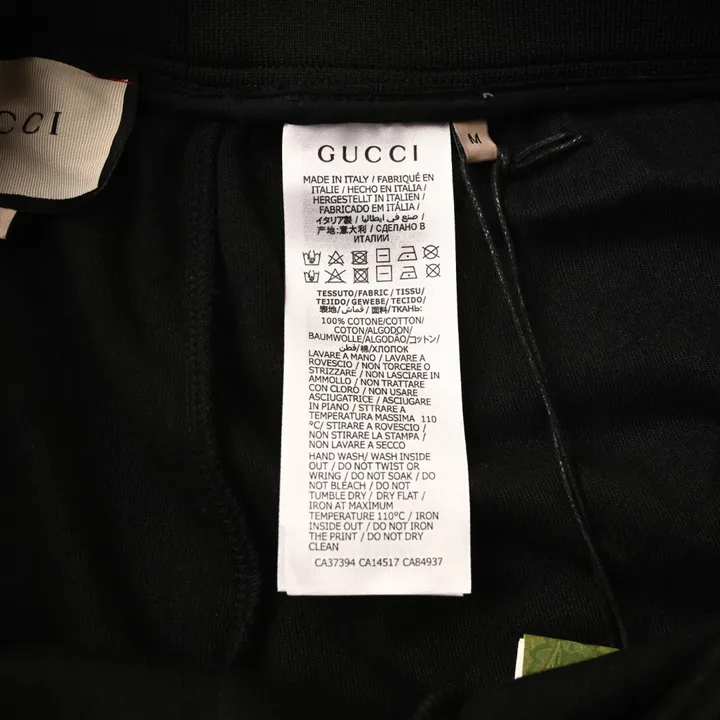 CCI
GUCCI
M
MADE IN ITALY / FABRIQUÉ EN
ITALIE / HECHO EN ITALIA /
HERGESTELLT IN ITALIEN /
FABRICADO EM ITÁLIA /
イタリア製 / صنع في ايطاليا /
产地:意大利 / СДЕЛАНО В
ИТАЛИИ
TESSUTO/FABRIC / TISSU/
TEJIDO/GEWEBE/ TECIDO/
表地/ قماش/ 面料/ТКАНЬ:
100% COTONE/COTTON/
COTON/ALGODON/
BAUMWOLLE/ALGODÃO/コットン/
قطن/棉/ХЛОПОК
LAVARE A MANO / LAVARE A
ROVESCIO / NON TORCERE O
STRIZZARE / NON LASCIARE IN
AMMOLLO / NON TRATTARE
CON CLORO / NON USARE
ASCIUGATRICE / ASCIUGARE
IN PIANO / STTRARE A
TEMPERATURA MASSIMA 110
°C/ STIRARE A ROVESCIO /
NON STIRARE LA STAMPA /
NON LAVARE A SECCO
HAND WASH/ WASH INSIDE
OUT / DO NOT TWIST OR
WRING / DO NOT SOAK / DO
NOT BLEACH / DO NOT
TUMBLE DRY / DRY FLAT /
IRON AT MAXIMUM
TEMPERATURE 110°C / IRON
INSIDE OUT / DO NOT IRON
THE PRINT / DO NOT DRY
CLEAN
CA37394 CA14517 CA84937